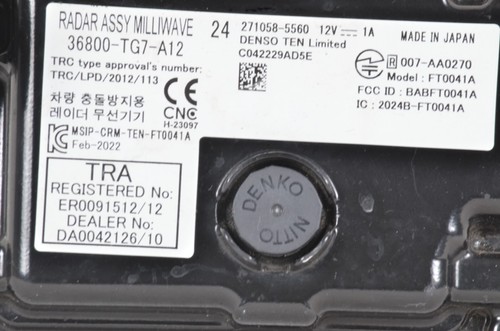 RADAR ASSY MILLIWAVE
36800-TG7-A12
TRC type approval's number:
TRC/LPD/2012/113
차량 충돌방지용
레이더 무선기기
CE
CNC
H-23097
KC MSIP-CRM-TEN-FT0041A
Feb-2022
TRA
REGISTERED No:
ER0091512/12
DEALER No:
DA0042126/10
24 271058-5560 12V⎓ 1A
DENSO TEN Limited
C042229AD5E
MADE IN JAPAN
R 007-AA0270
Model : FT0041A
FCC ID : BABFT0041A
IC : 2024B-FT0041A
DENKO
NITTO